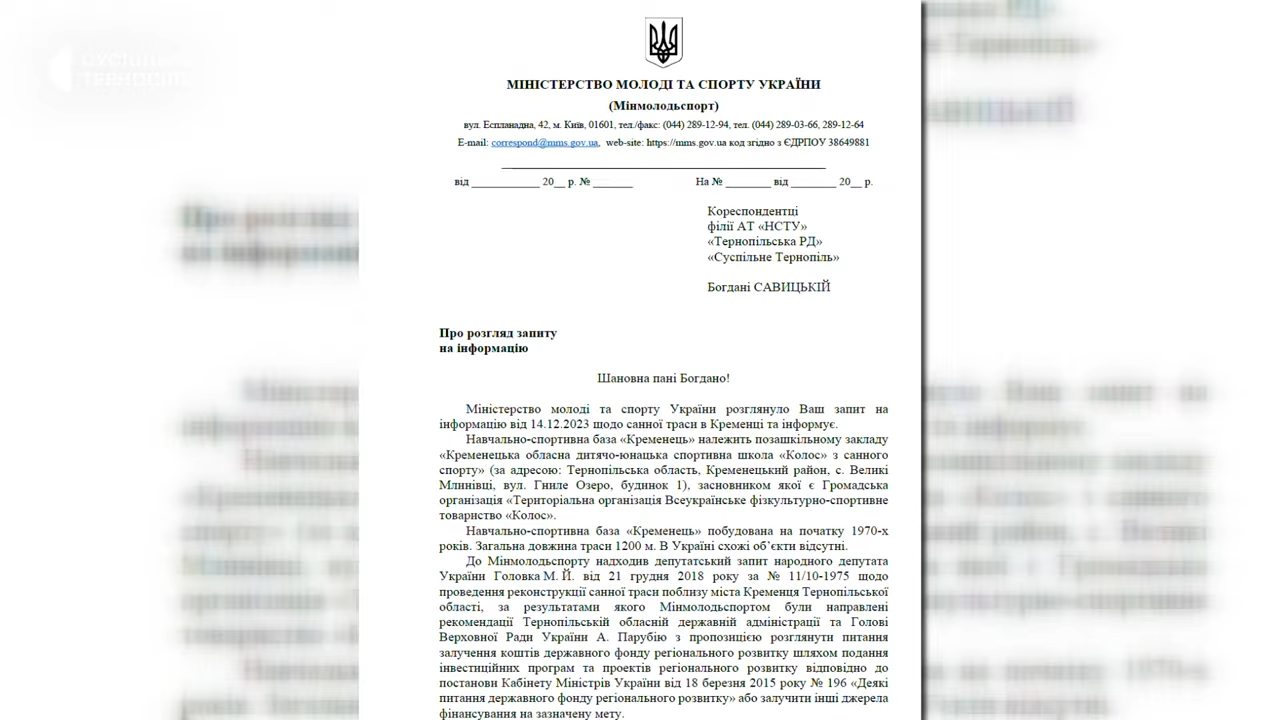 СУСПІЛЬНЕ
ТЕРНОПІЛЬ
МІНІСТЕРСТВО МОЛОДІ ТА СПОРТУ УКРАЇНИ
(Мінмолодьспорт)
вул. Еспланадна, 42, м. Київ, 01601, тел./факс: (044) 289-12-94, тел. (044) 289-03-66, 289-12-64
E-mail: correspond@mms.gov.ua, web-site: https://mms.gov.ua код згідно з ЄДРПОУ 38649881
від _____________ 20__ р. № ________ На № _________ від _________ 20__ р.
Кореспондентці
філії АТ «НСТУ»
«Тернопільська РД»
«Суспільне Тернопіль»
Богдані САВИЦЬКІЙ
Про розгляд запиту
на інформацію
Шановна пані Богдано!
Міністерство молоді та спорту України розглянуло Ваш запит на
інформацію від 14.12.2023 щодо санної траси в Кременці та інформує.
Навчально-спортивна база «Кременець» належить позашкільному закладу
«Кременецька обласна дитячо-юнацька спортивна школа «Колос» з санного
спорту» (за адресою: Тернопільська область, Кременецький район, с. Великі
Млинівці, вул. Гниле Озеро, будинок 1), засновником якої є Громадська
організація «Територіальна організація Всеукраїнське фізкультурно-спортивне
товариство «Колос».
Навчально-спортивна база «Кременець» побудована на початку 1970-х
років. Загальна довжина траси 1200 м. В Україні схожі об’єкти відсутні.
До Мінмолодьспорту надходив депутатський запит народного депутата
України Головка М. Й. від 21 грудня 2018 року за № 11/10-1975 щодо
проведення реконструкції санної траси поблизу міста Кременця Тернопільської
області, за результатами якого Мінмолодьспортом були направлені
рекомендації Тернопільській обласній державній адміністрації та Голові
Верховної Ради України А. Парубію з пропозицією розглянути питання
залучення коштів державного фонду регіонального розвитку шляхом подання
інвестиційних програм та проектів регіонального розвитку відповідно до
постанови Кабінету Міністрів України від 18 березня 2015 року № 196 «Деякі
питання державного фонду регіонального розвитку» або залучити інші джерела
фінансування на зазначену мету.